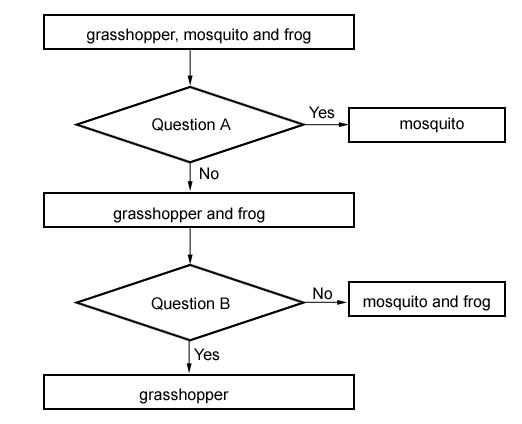 grasshopper, mosquito and frog
Question A
Yes
mosquito
No
grasshopper and frog
Question B
No
mosquito and frog
Yes
grasshopper